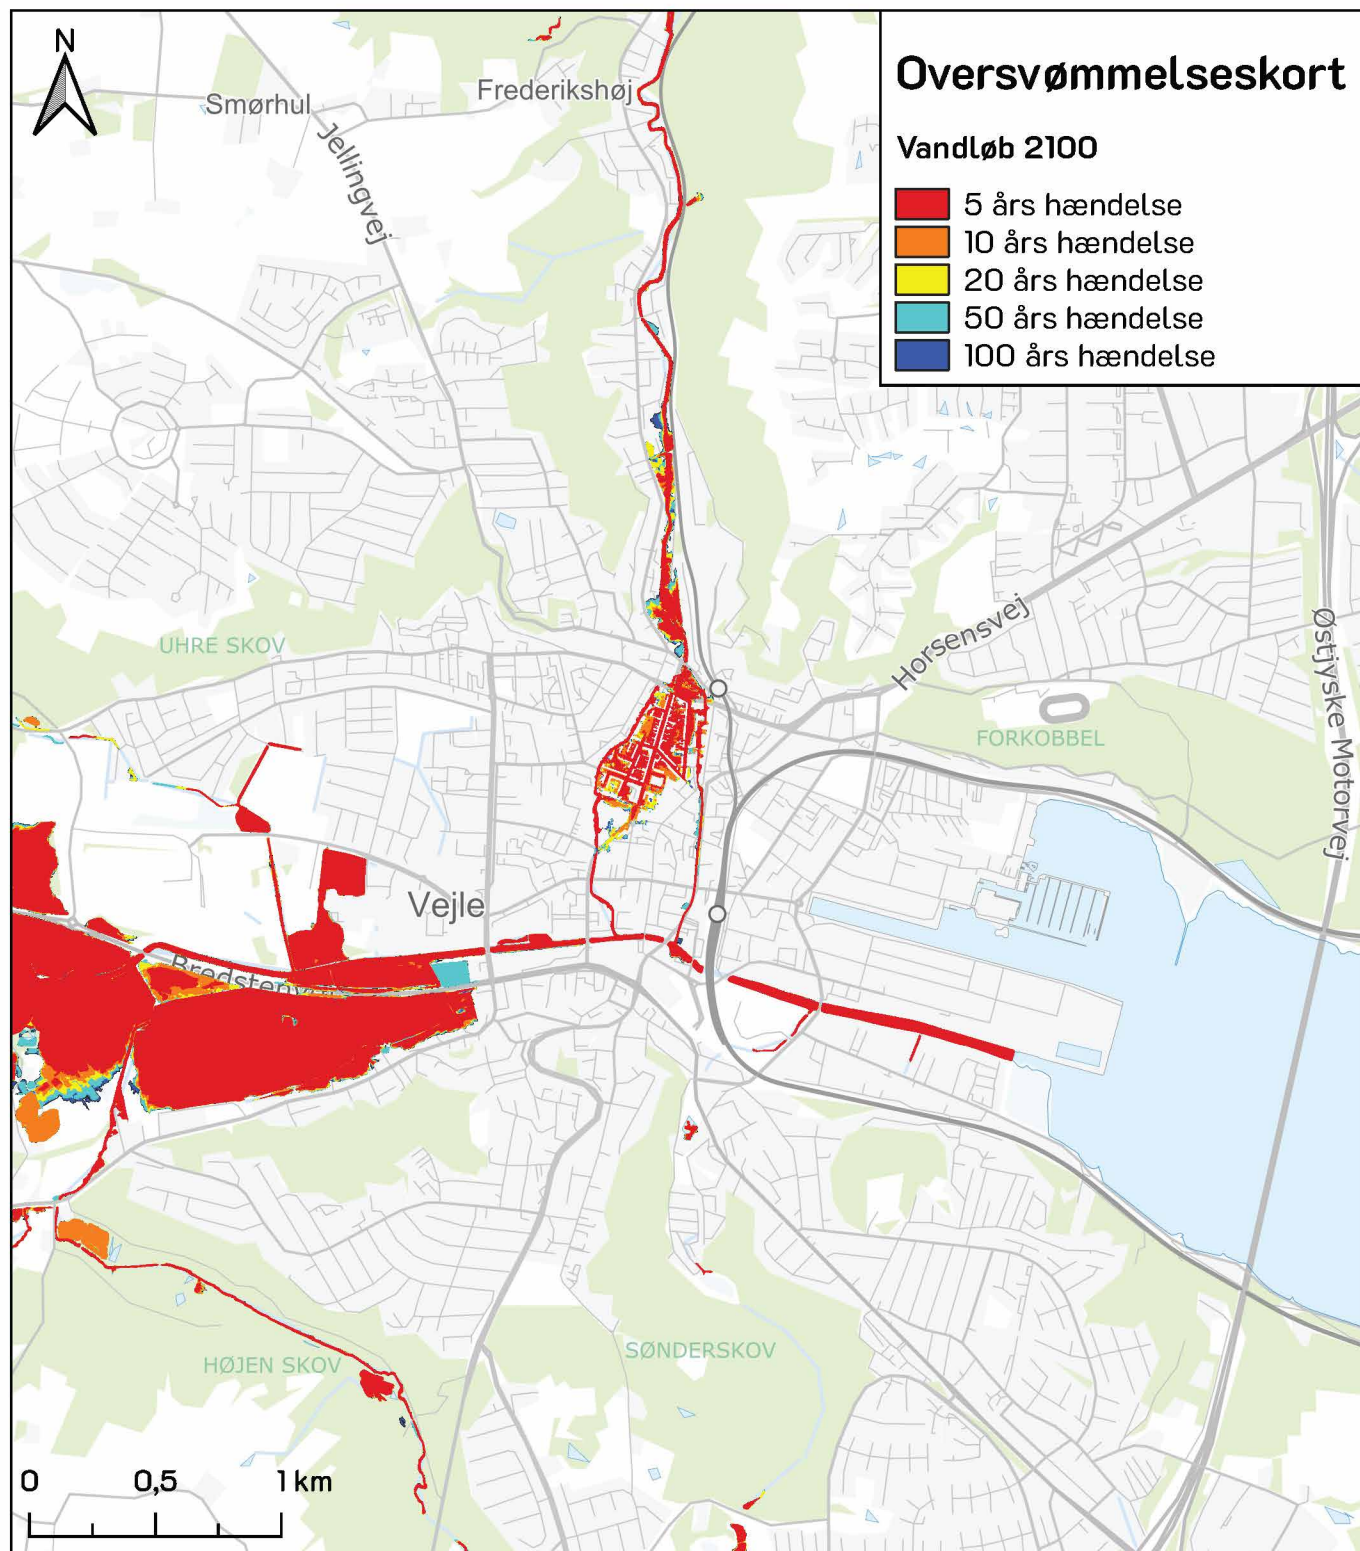 N
Oversvømmelseskort
Vandløb 2100
5 års hændelse
10 års hændelse
20 års hændelse
50 års hændelse
100 års hændelse
Smørhul
Frederikshøj
Jellingvej
UHRE SKOV
Horsensvej
Østjyske Motorvej
FORKOBBEL
Vejle
HØJEN SKOV
SØNDERSKOV
0 0,5 1 km